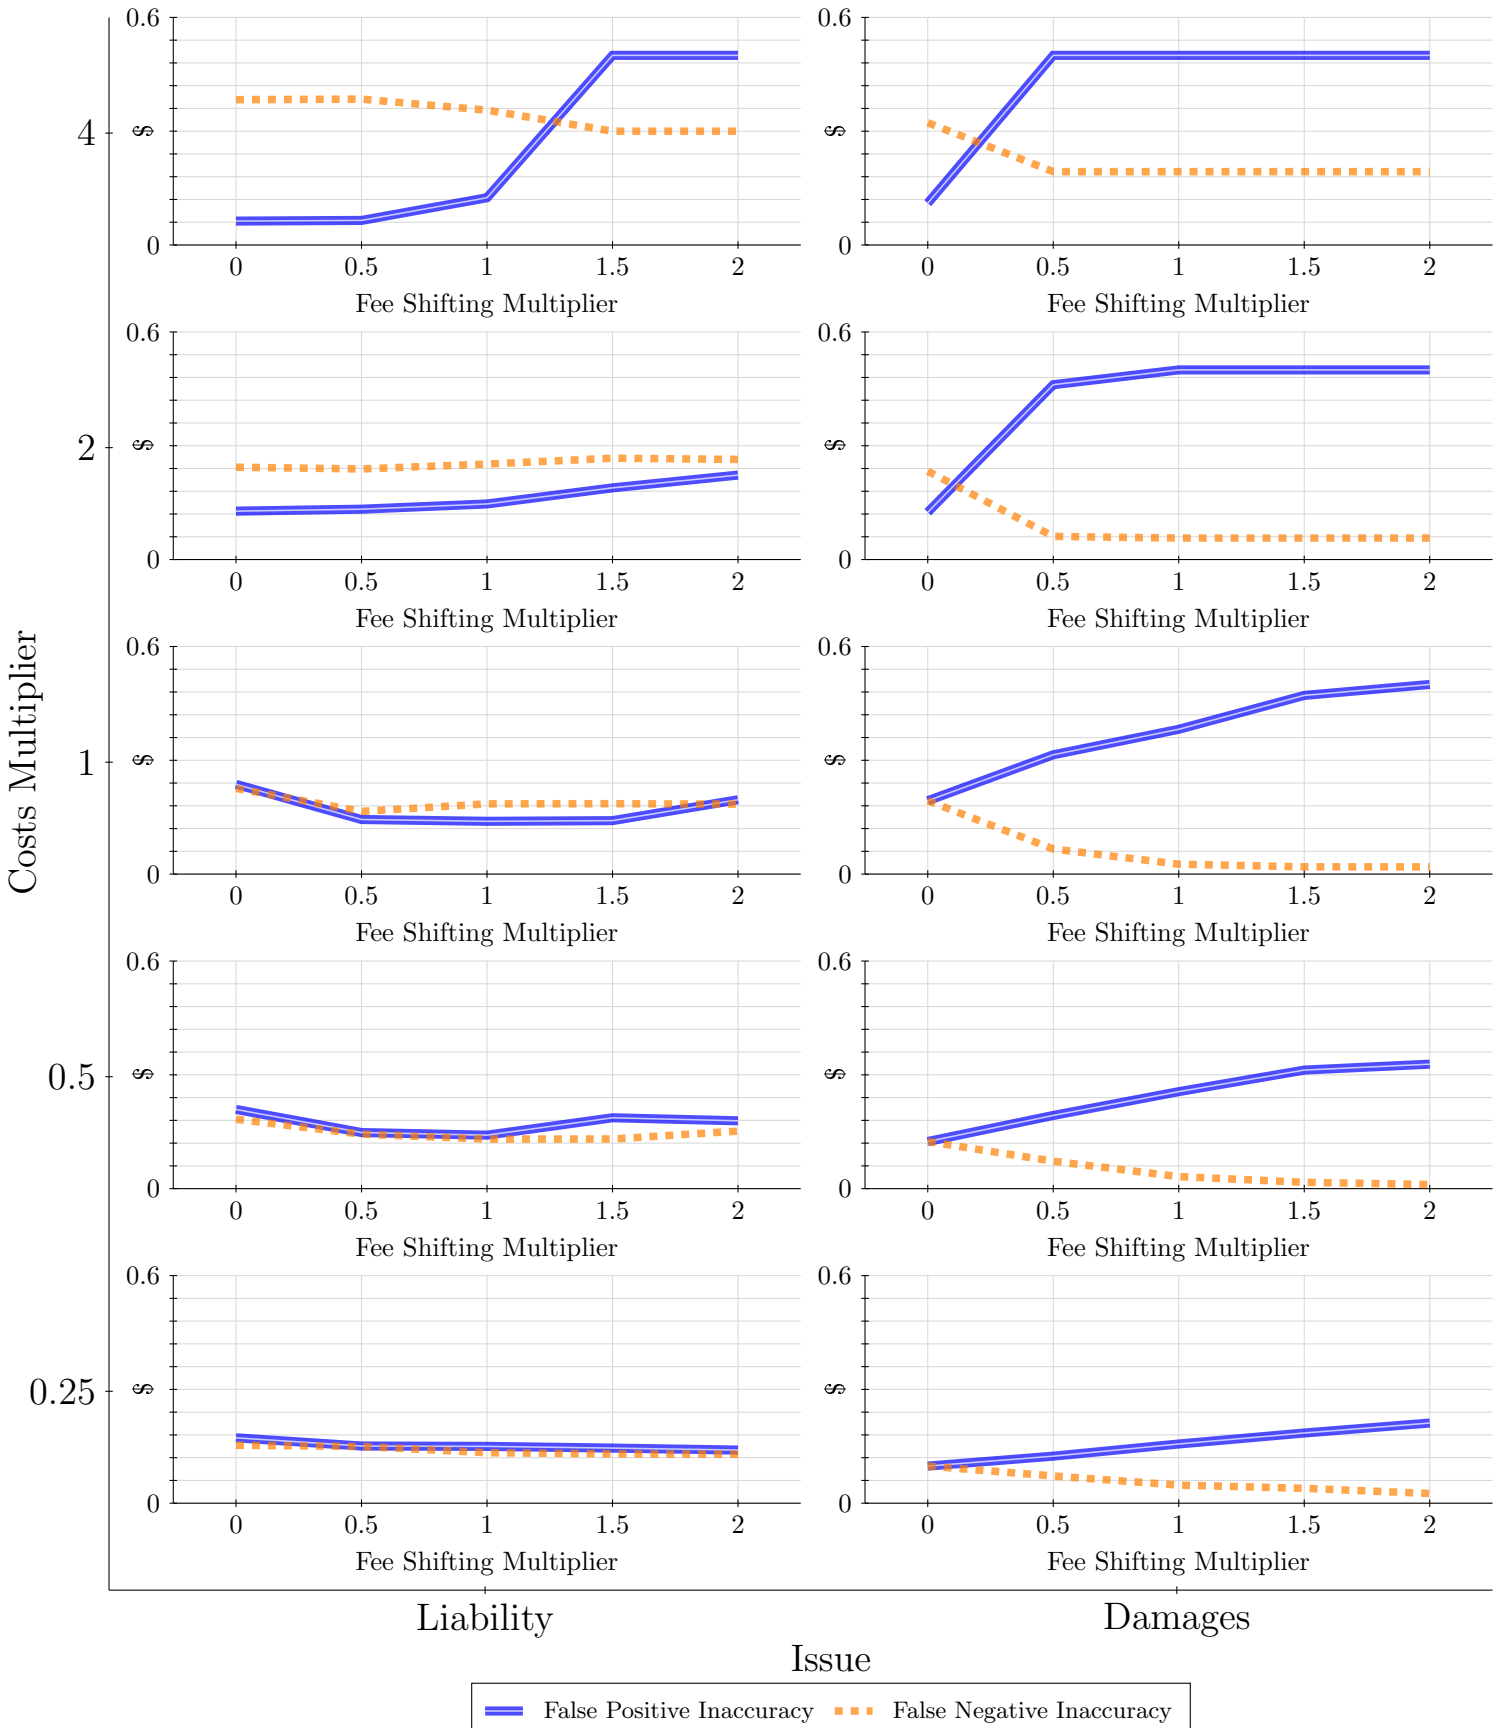 0.6
$
0
0 0.5 1 1.5 2
Fee Shifting Multiplier
0.6
$
0
0 0.5 1 1.5 2
Fee Shifting Multiplier
4
0.6
$
0
0 0.5 1 1.5 2
Fee Shifting Multiplier
0.6
$
0
0 0.5 1 1.5 2
Fee Shifting Multiplier
2
0.6
$
0
0 0.5 1 1.5 2
Fee Shifting Multiplier
0.6
$
0
0 0.5 1 1.5 2
Fee Shifting Multiplier
1
Costs Multiplier
0.6
$
0
0 0.5 1 1.5 2
Fee Shifting Multiplier
0.6
$
0
0 0.5 1 1.5 2
Fee Shifting Multiplier
0.5
0.6
$
0
0 0.5 1 1.5 2
Fee Shifting Multiplier
0.6
$
0
0 0.5 1 1.5 2
Fee Shifting Multiplier
0.25
Liability Damages
Issue
False Positive Inaccuracy False Negative Inaccuracy